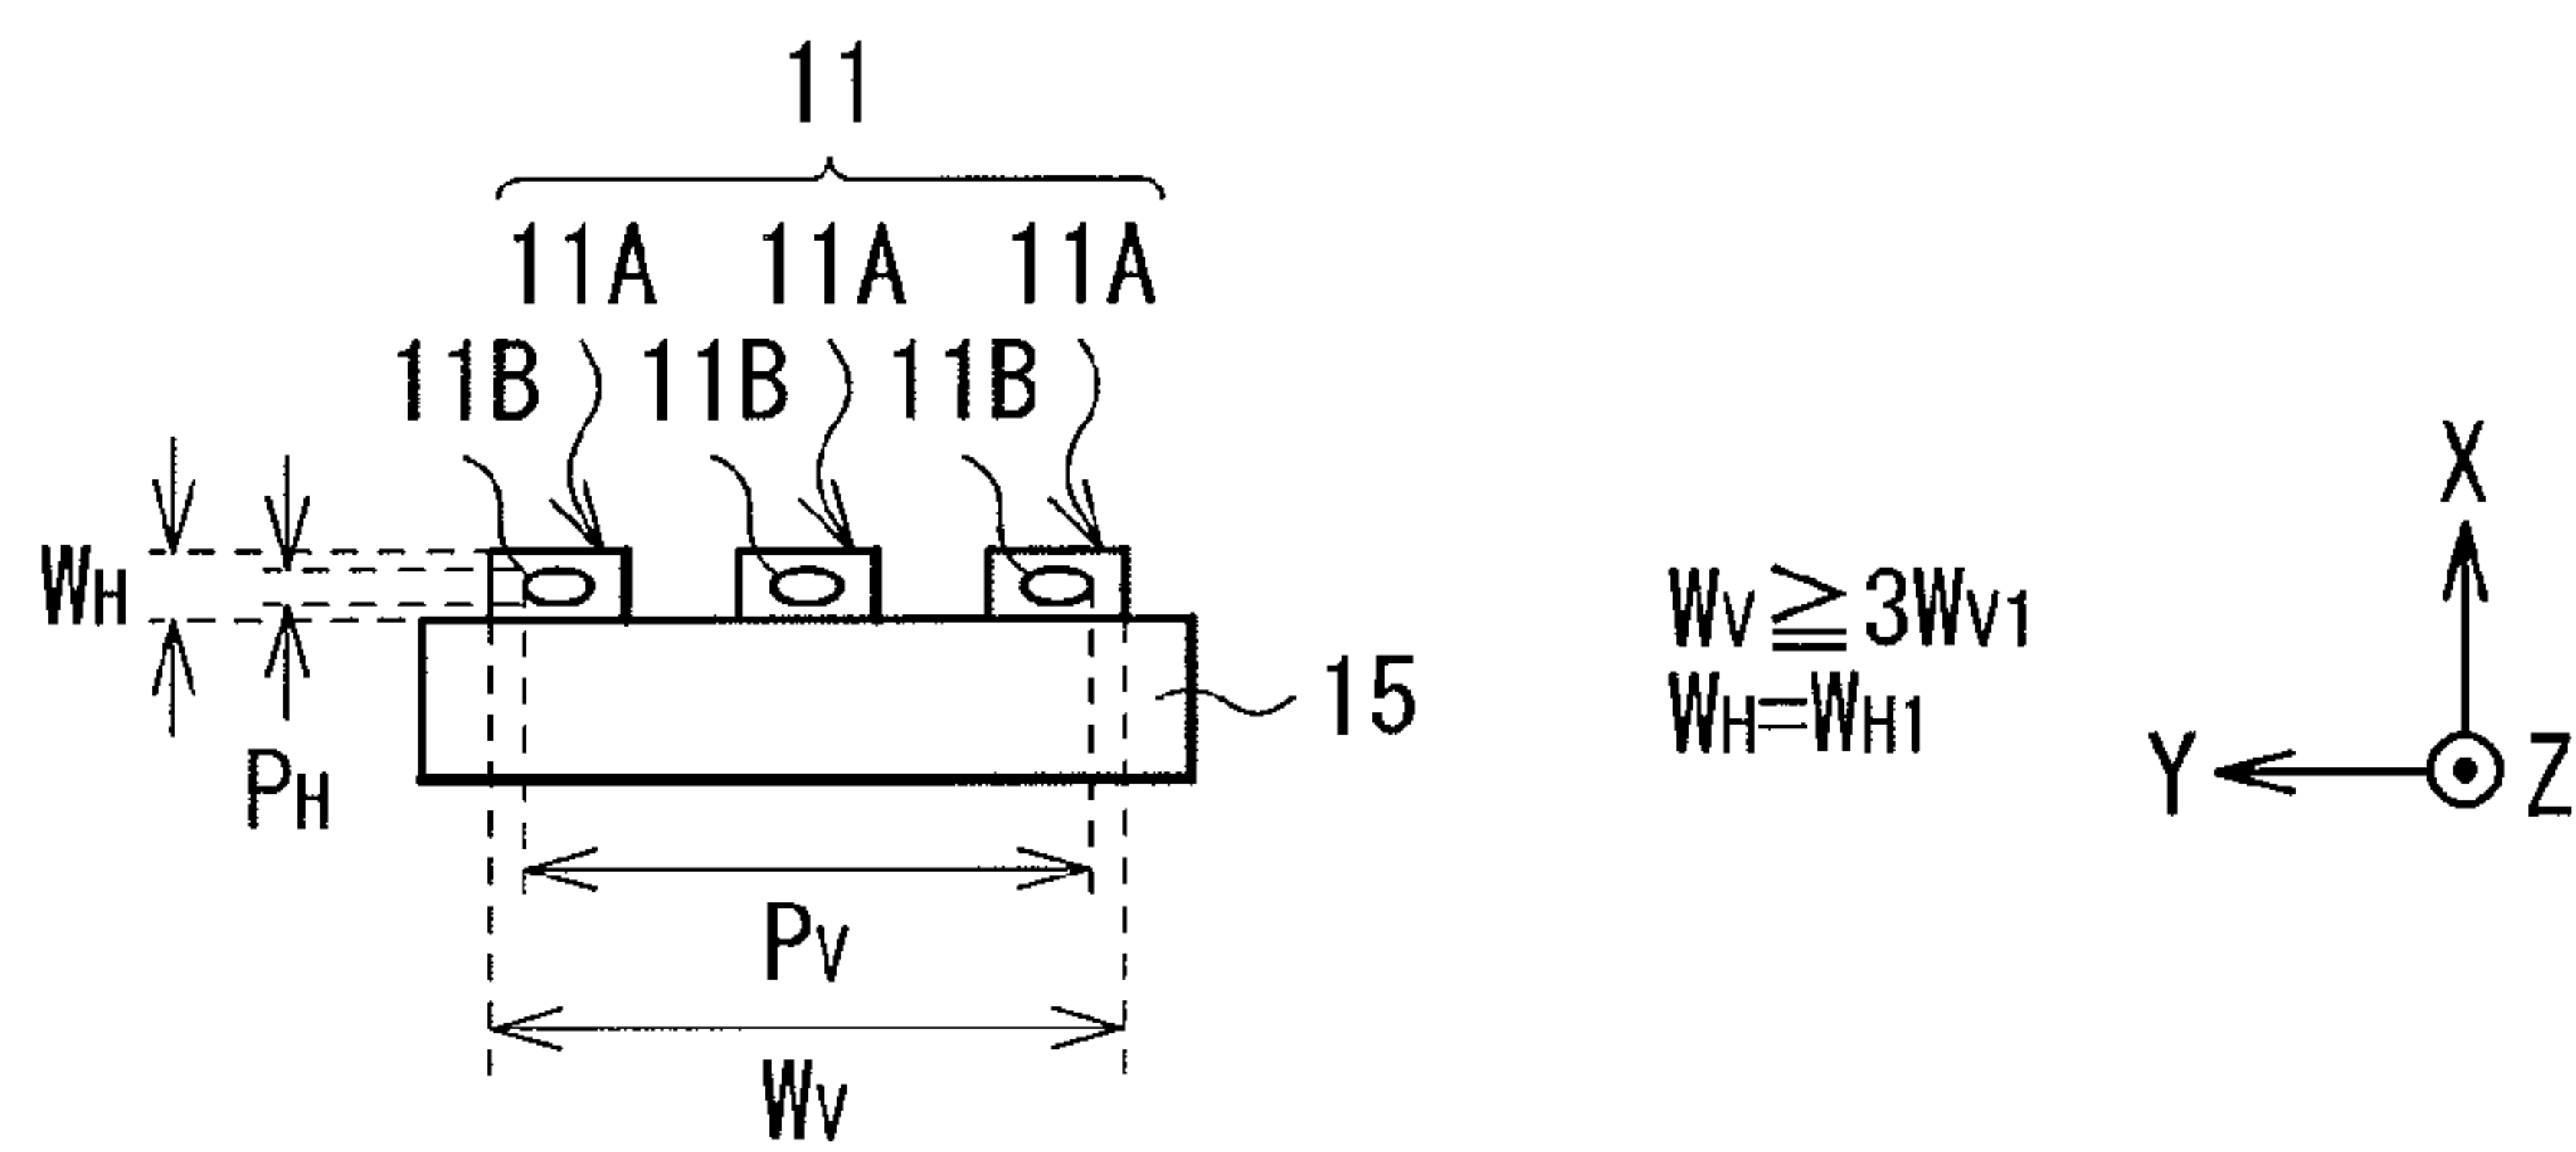 11
11A 11A 11A
11B 11B 11B
X
WH
WV≧3WV1
15
WH=WH1
Y Z
PH
PV
WV